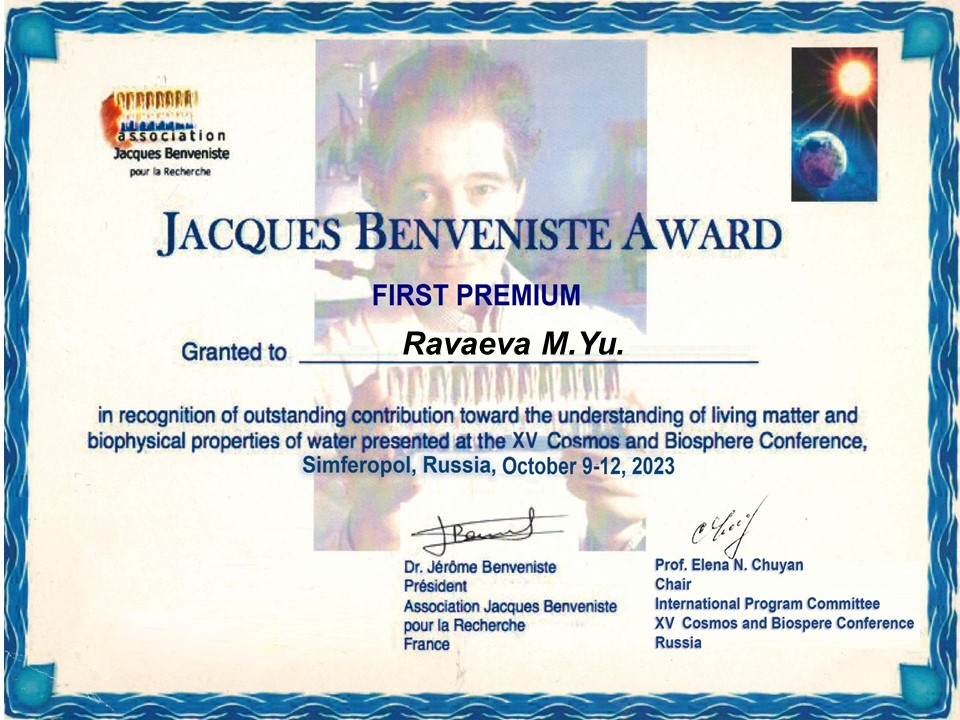 association
Jacques Benveniste
pour la Recherche
JACQUES BENVENISTE AWARD
FIRST PREMIUM
Granted to Ravaeva M.Yu.
in recognition of outstanding contribution toward the understanding of living matter and
biophysical properties of water presented at the XV Cosmos and Biosphere Conference,
Simferopol, Russia, October 9-12, 2023
Dr. Jérôme Benveniste
Président
Association Jacques Benveniste
pour la Recherche
France
Prof. Elena N. Chuyan
Chair
International Program Committee
XV Cosmos and Biospere Conference
Russia